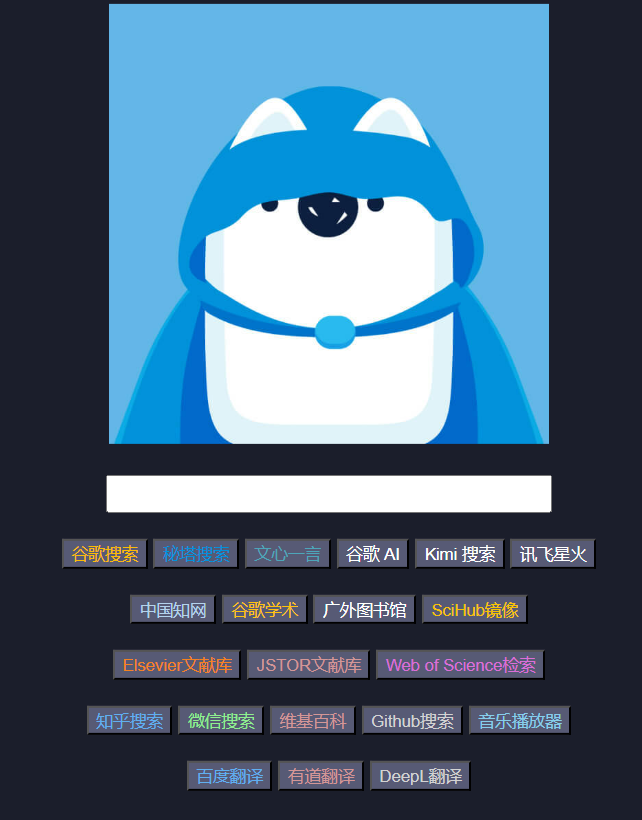 谷歌搜索 秘塔搜索 文心一言 谷歌 AI Kimi 搜索 讯飞星火
中国知网 谷歌学术 广外图书馆 SciHub镜像
Elsevier文献库 JSTOR文献库 Web of Science检索
知乎搜索 微信搜索 维基百科 Github搜索 音乐播放器
百度翻译 有道翻译 DeepL翻译